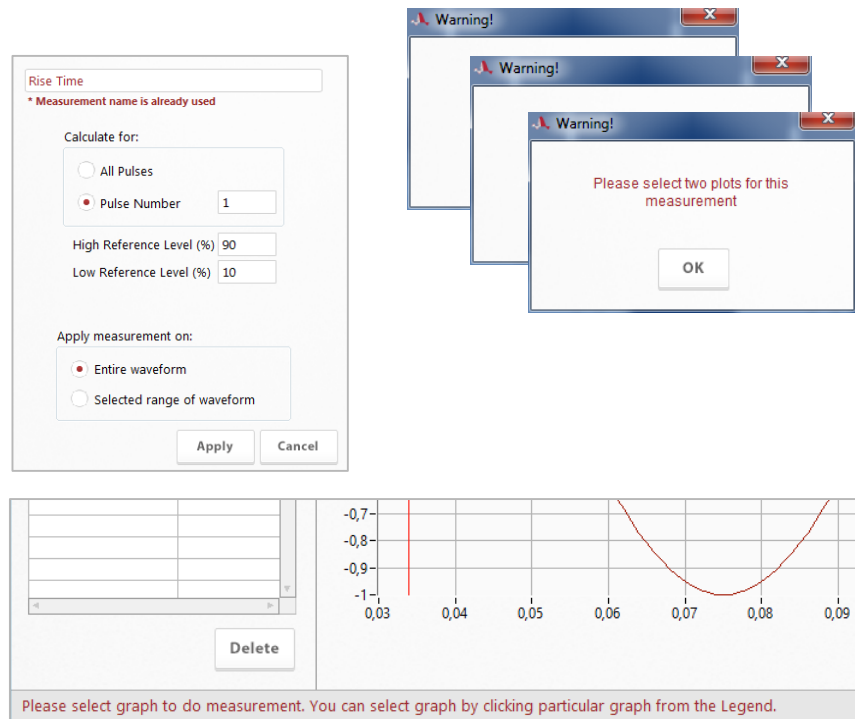 Rise Time
* Measurement name is already used
Calculate for:
All Pulses
Pulse Number 1
High Reference Level (%) 90
Low Reference Level (%) 10
Apply measurement on:
Entire waveform
Selected range of waveform
Apply Cancel
Warning!
Warning!
Warning!
Please select two plots for this
measurement
OK
-0,7
-0,8
-0,9
-1
0,03 0,04 0,05 0,06 0,07 0,08 0,09
Delete
Please select graph to do measurement. You can select graph by clicking particular graph from the Legend.